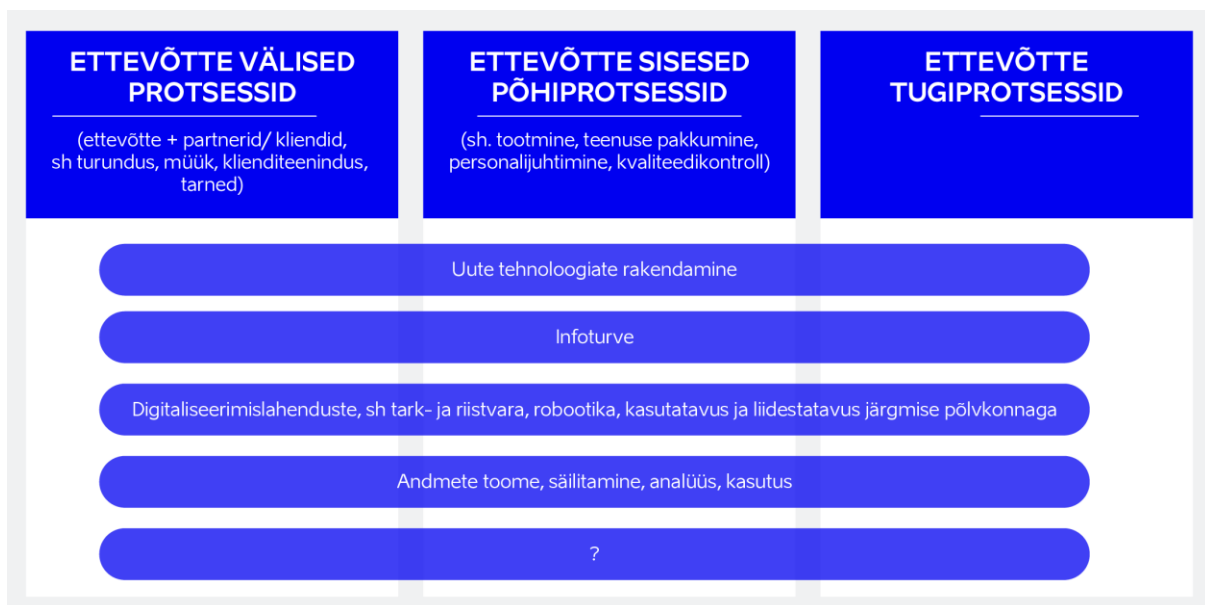 ETTEVÕTTE VÄLISED
PROTSESSID
(ettevõtte + partnerid/ kliendid,
sh turundus, müük, klienditeenindus,
tarned)
ETTEVÕTTE SISESED
PÕHIPROTSESSID
(sh. tootmine, teenuse pakkumine,
personalijuhtimine, kvaliteedikontroll)
ETTEVÕTTE
TUGIPROTSESSID
Uute tehnoloogiate rakendamine
Infoturve
Digitaliseerimislahenduste, sh tark- ja riistvara, robootika, kasutatavus ja liidestatavus järgmise põlvkonnaga
Andmete toome, säilitamine, analüüs, kasutus
?